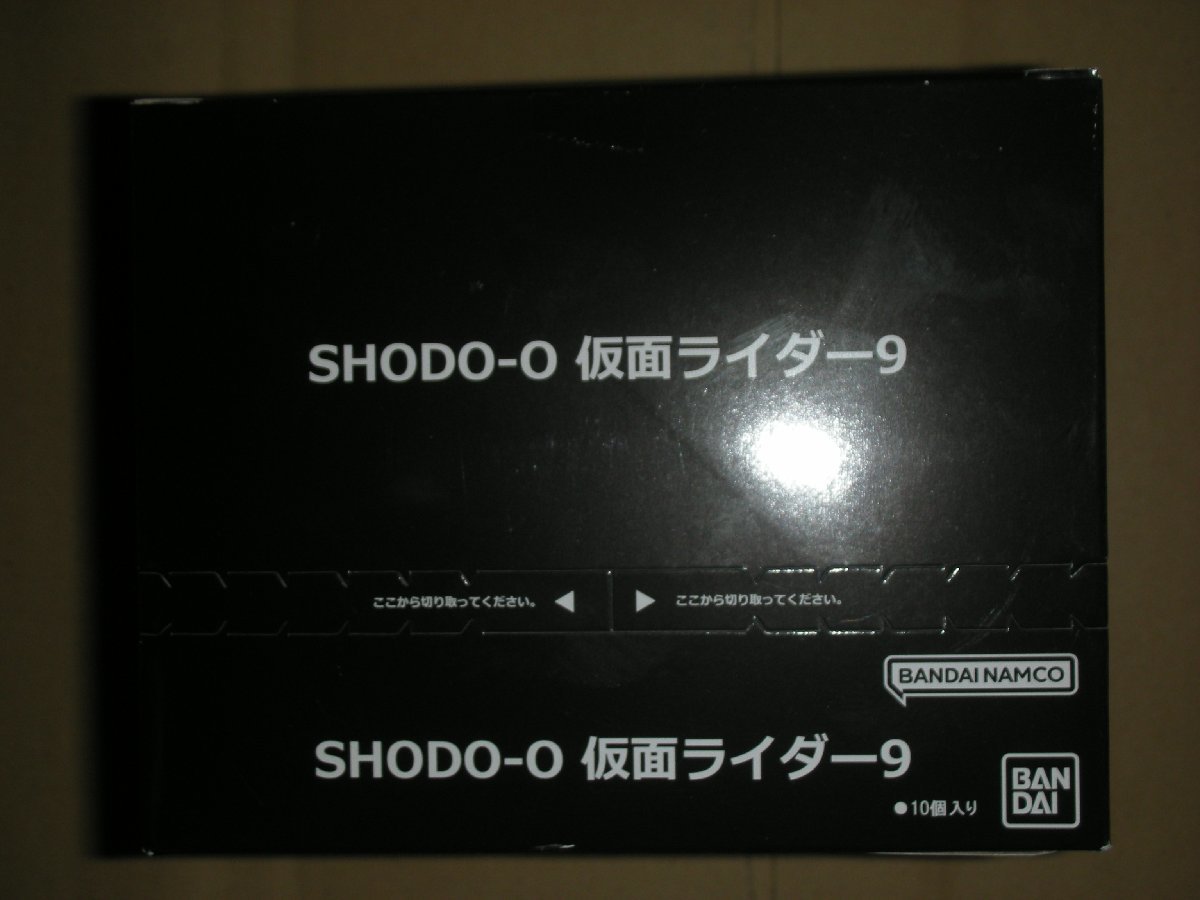 SHODO-O 仮面ライダー9
ここから切り取ってください。 ◀ ▶ ここから切り取ってください。
BANDAI NAMCO
SHODO-O 仮面ライダー9
●10個入り
BAN
DAI